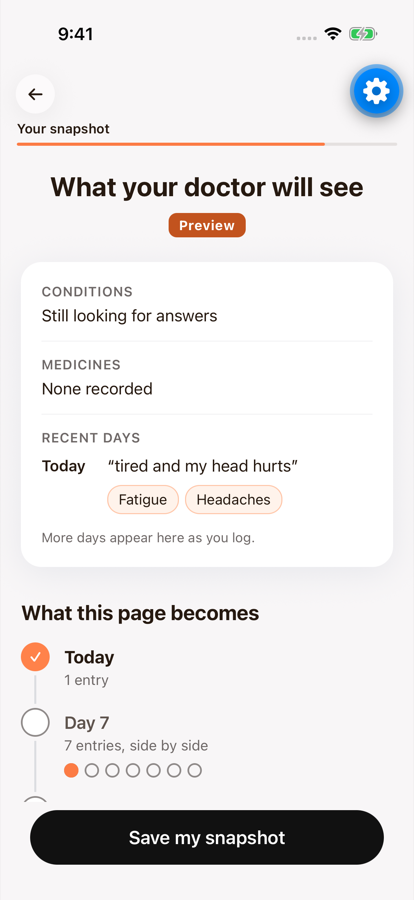 9:41
Your snapshot
What your doctor will see
Preview
CONDITIONS
Still looking for answers
MEDICINES
None recorded
RECENT DAYS
Today “tired and my head hurts”
Fatigue Headaches
More days appear here as you log.
What this page becomes
Today
1 entry
Day 7
7 entries, side by side
Save my snapshot